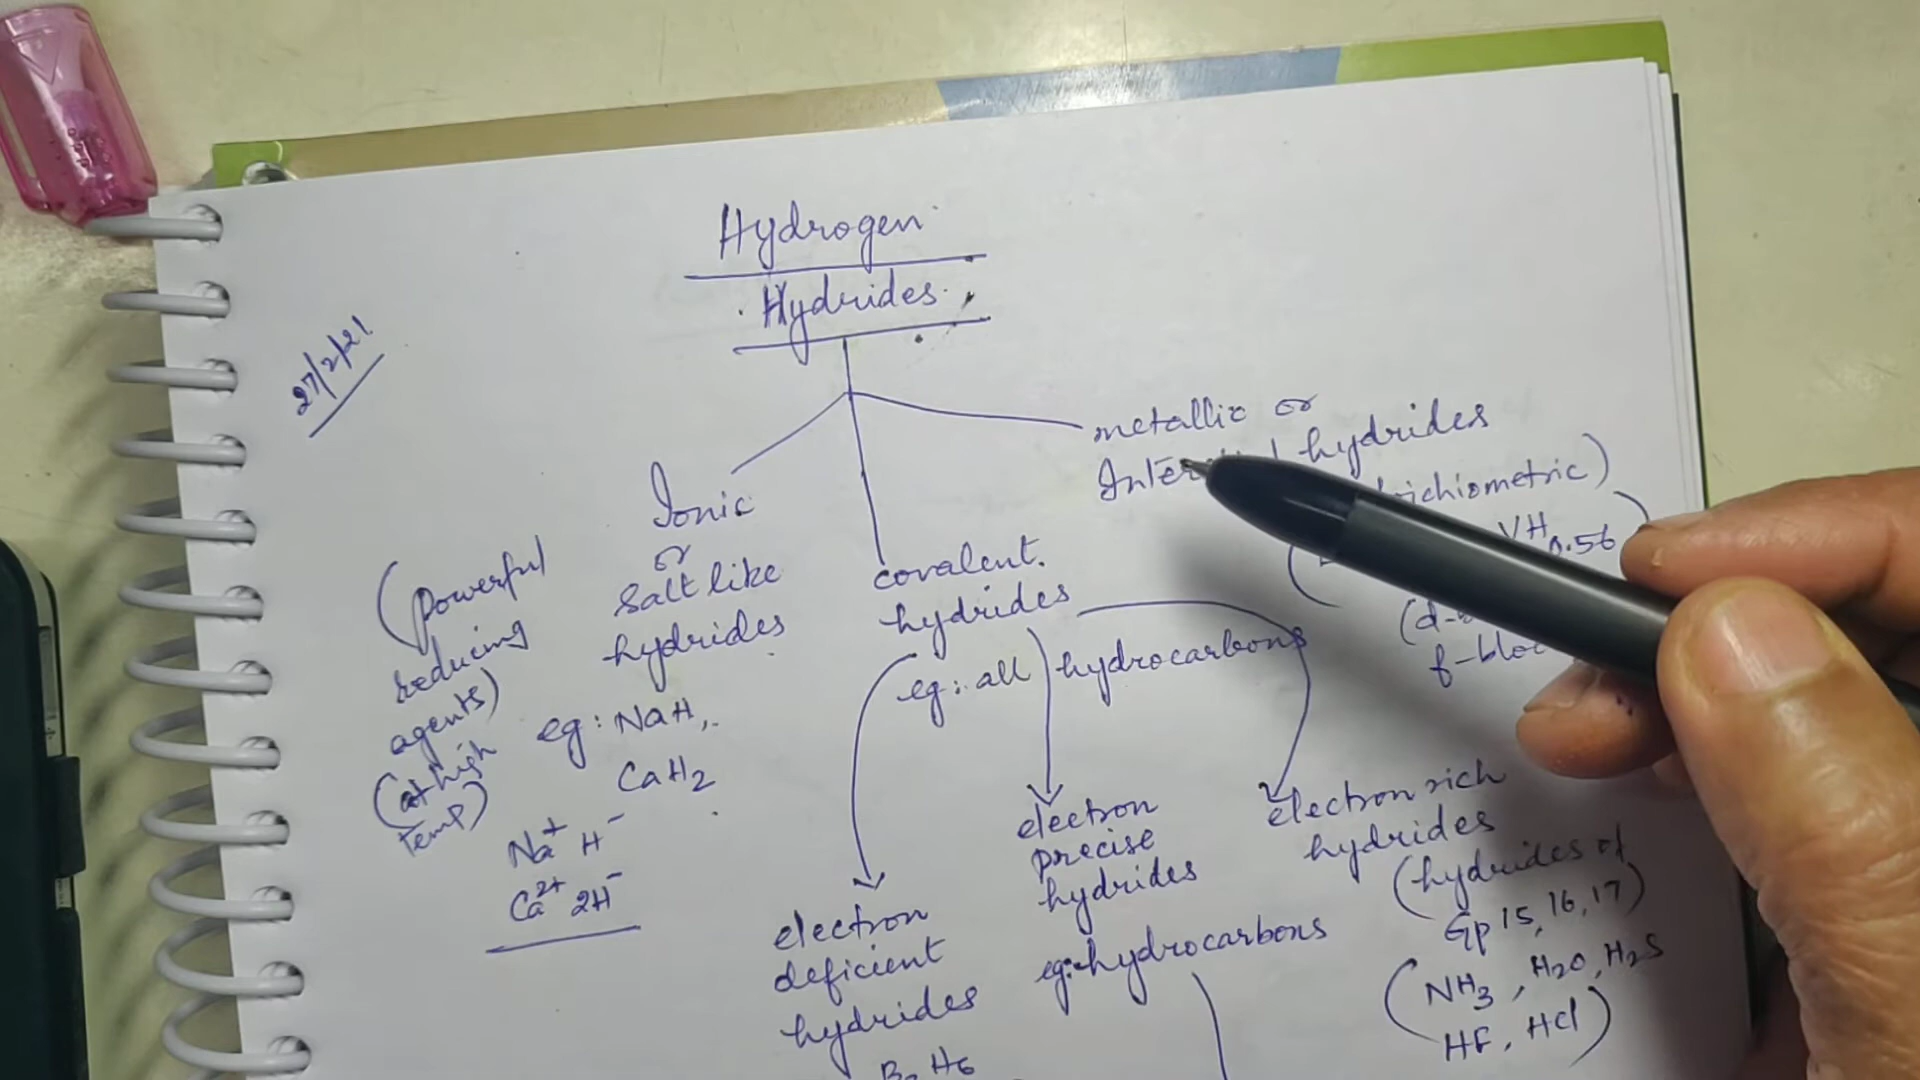 Hydrogen
Hydrides
27/2/21
metallic or
hydrides
Ionic
or
Salt like
hydrides
(powerful
reducing
agents)
(at high
temp)
eg: NaH,
CaH2
Na+ H-
Ca2+ 2H-
covalent
hydrides
eg: all hydrocarbons
VH0.56
electron
deficient
hydrides
electron
precise
hydrides
eg: hydrocarbons
electron rich
hydrides
(hydrides of
Gp 15, 16, 17)
(NH3, H2O, H2S
HF, HCl)